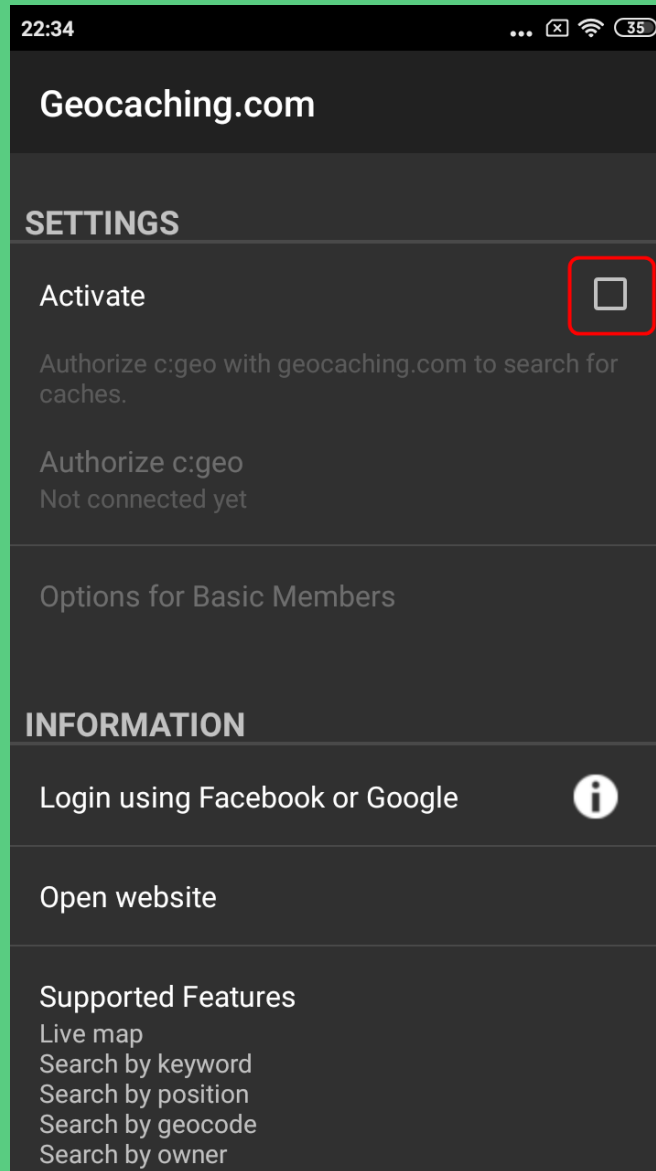 22:34
35
Geocaching.com
SETTINGS
Activate
Authorize c:geo with geocaching.com to search for
caches.
Authorize c:geo
Not connected yet
Options for Basic Members
INFORMATION
Login using Facebook or Google
Open website
Supported Features
Live map
Search by keyword
Search by position
Search by geocode
Search by owner